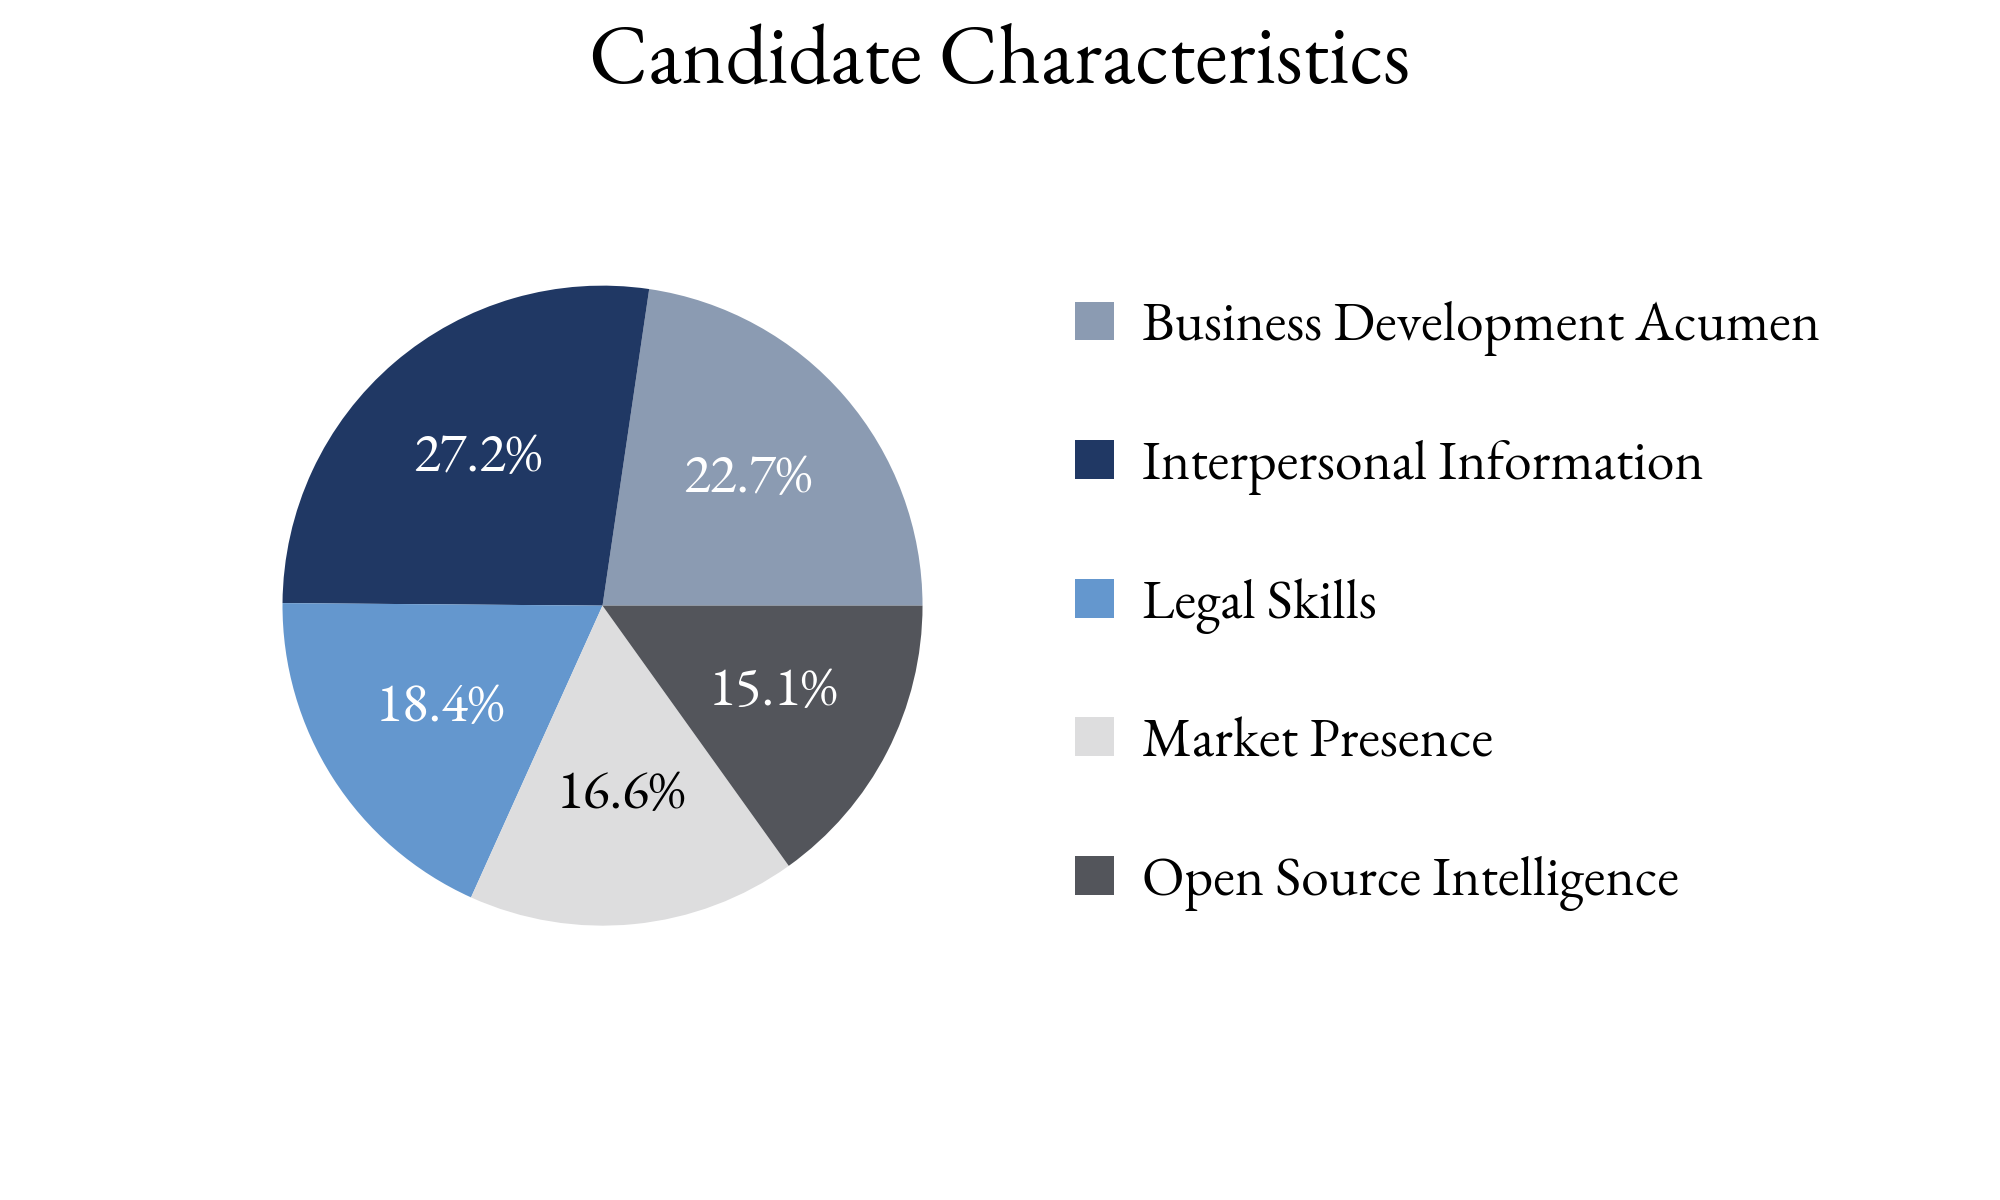 Candidate Characteristics
27.2%
22.7%
18.4%
15.1%
16.6%
Business Development Acumen
Interpersonal Information
Legal Skills
Market Presence
Open Source Intelligence